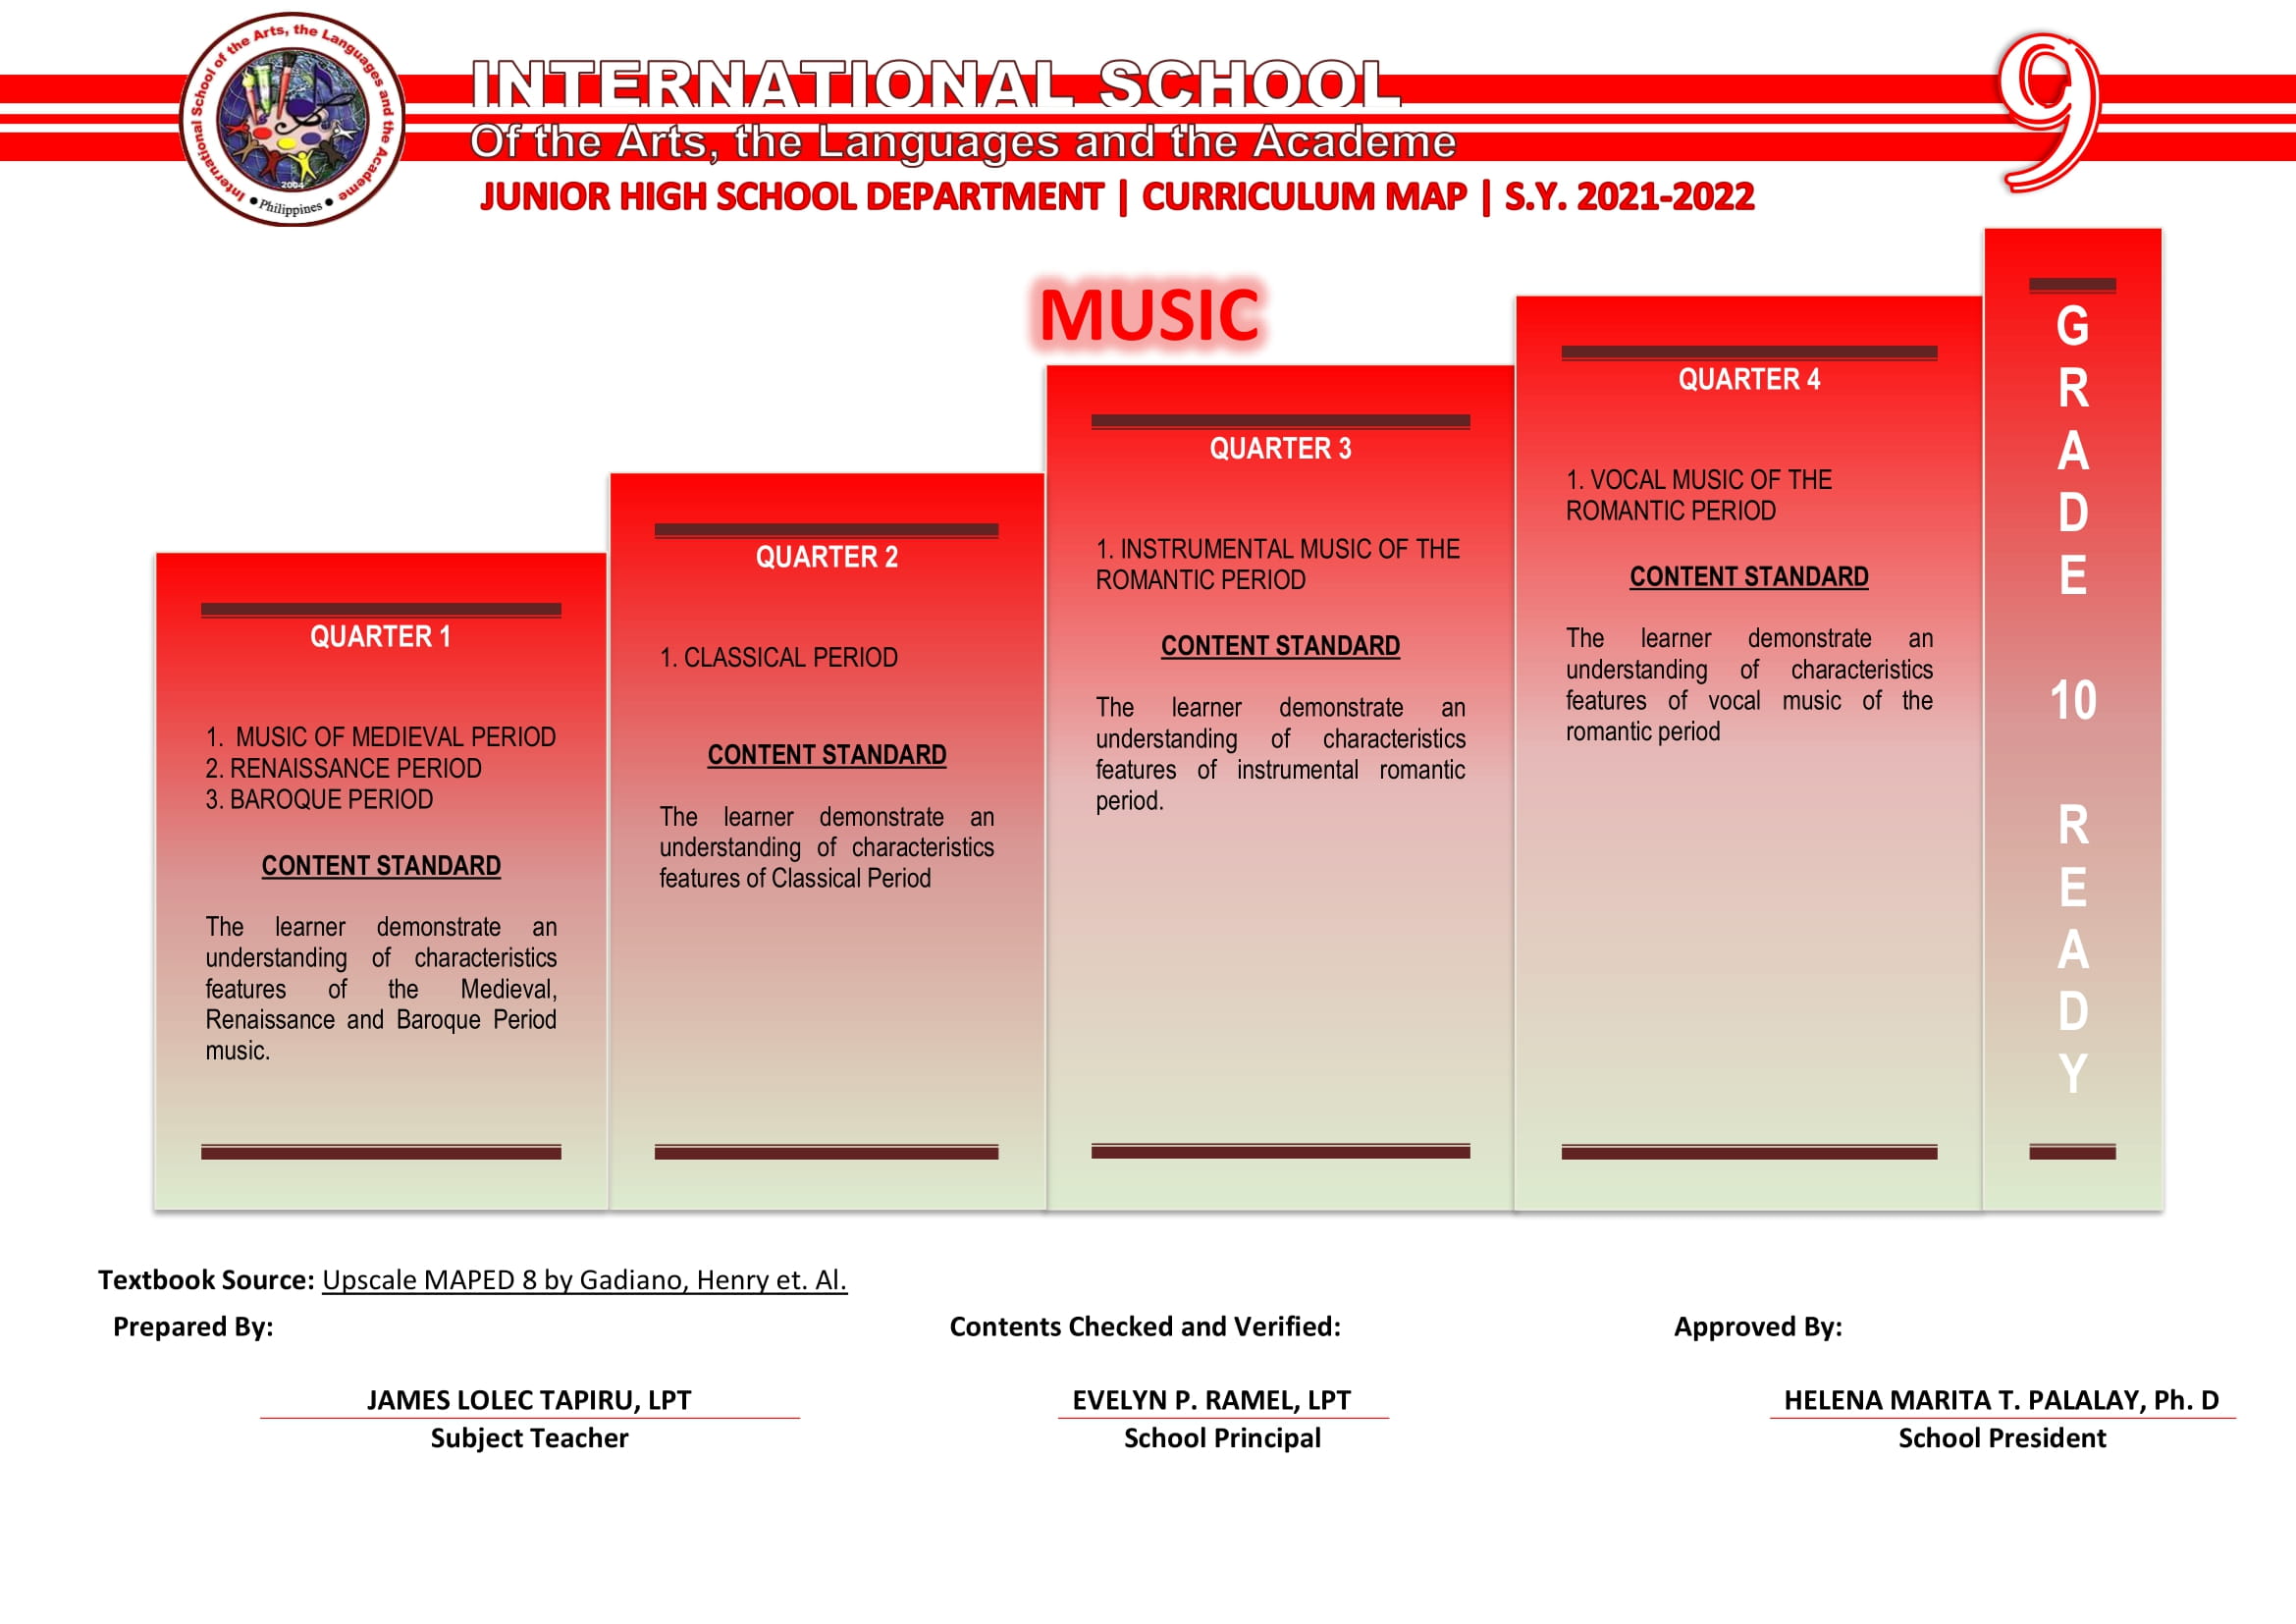 International School of the Arts, the Languages and the Academe
2004
• Philippines •
INTERNATIONAL SCHOOL
Of the Arts, the Languages and the Academe
JUNIOR HIGH SCHOOL DEPARTMENT | CURRICULUM MAP | S.Y. 2021-2022
9
MUSIC
QUARTER 1
1. MUSIC OF MEDIEVAL PERIOD
2. RENAISSANCE PERIOD
3. BAROQUE PERIOD
CONTENT STANDARD
The learner demonstrate an
understanding of characteristics
features of the Medieval,
Renaissance and Baroque Period
music.
QUARTER 2
1. CLASSICAL PERIOD
CONTENT STANDARD
The learner demonstrate an
understanding of characteristics
features of Classical Period
QUARTER 3
1. INSTRUMENTAL MUSIC OF THE
ROMANTIC PERIOD
CONTENT STANDARD
The learner demonstrate an
understanding of characteristics
features of instrumental romantic
period.
QUARTER 4
1. VOCAL MUSIC OF THE
ROMANTIC PERIOD
CONTENT STANDARD
The learner demonstrate an
understanding of characteristics
features of vocal music of the
romantic period
G
R
A
D
E
10
R
E
A
D
Y
Textbook Source: Upscale MAPED 8 by Gadiano, Henry et. Al.
Prepared By:
Contents Checked and Verified:
Approved By:
JAMES LOLEC TAPIRU, LPT
EVELYN P. RAMEL, LPT
HELENA MARITA T. PALALAY, Ph. D
Subject Teacher
School Principal
School President